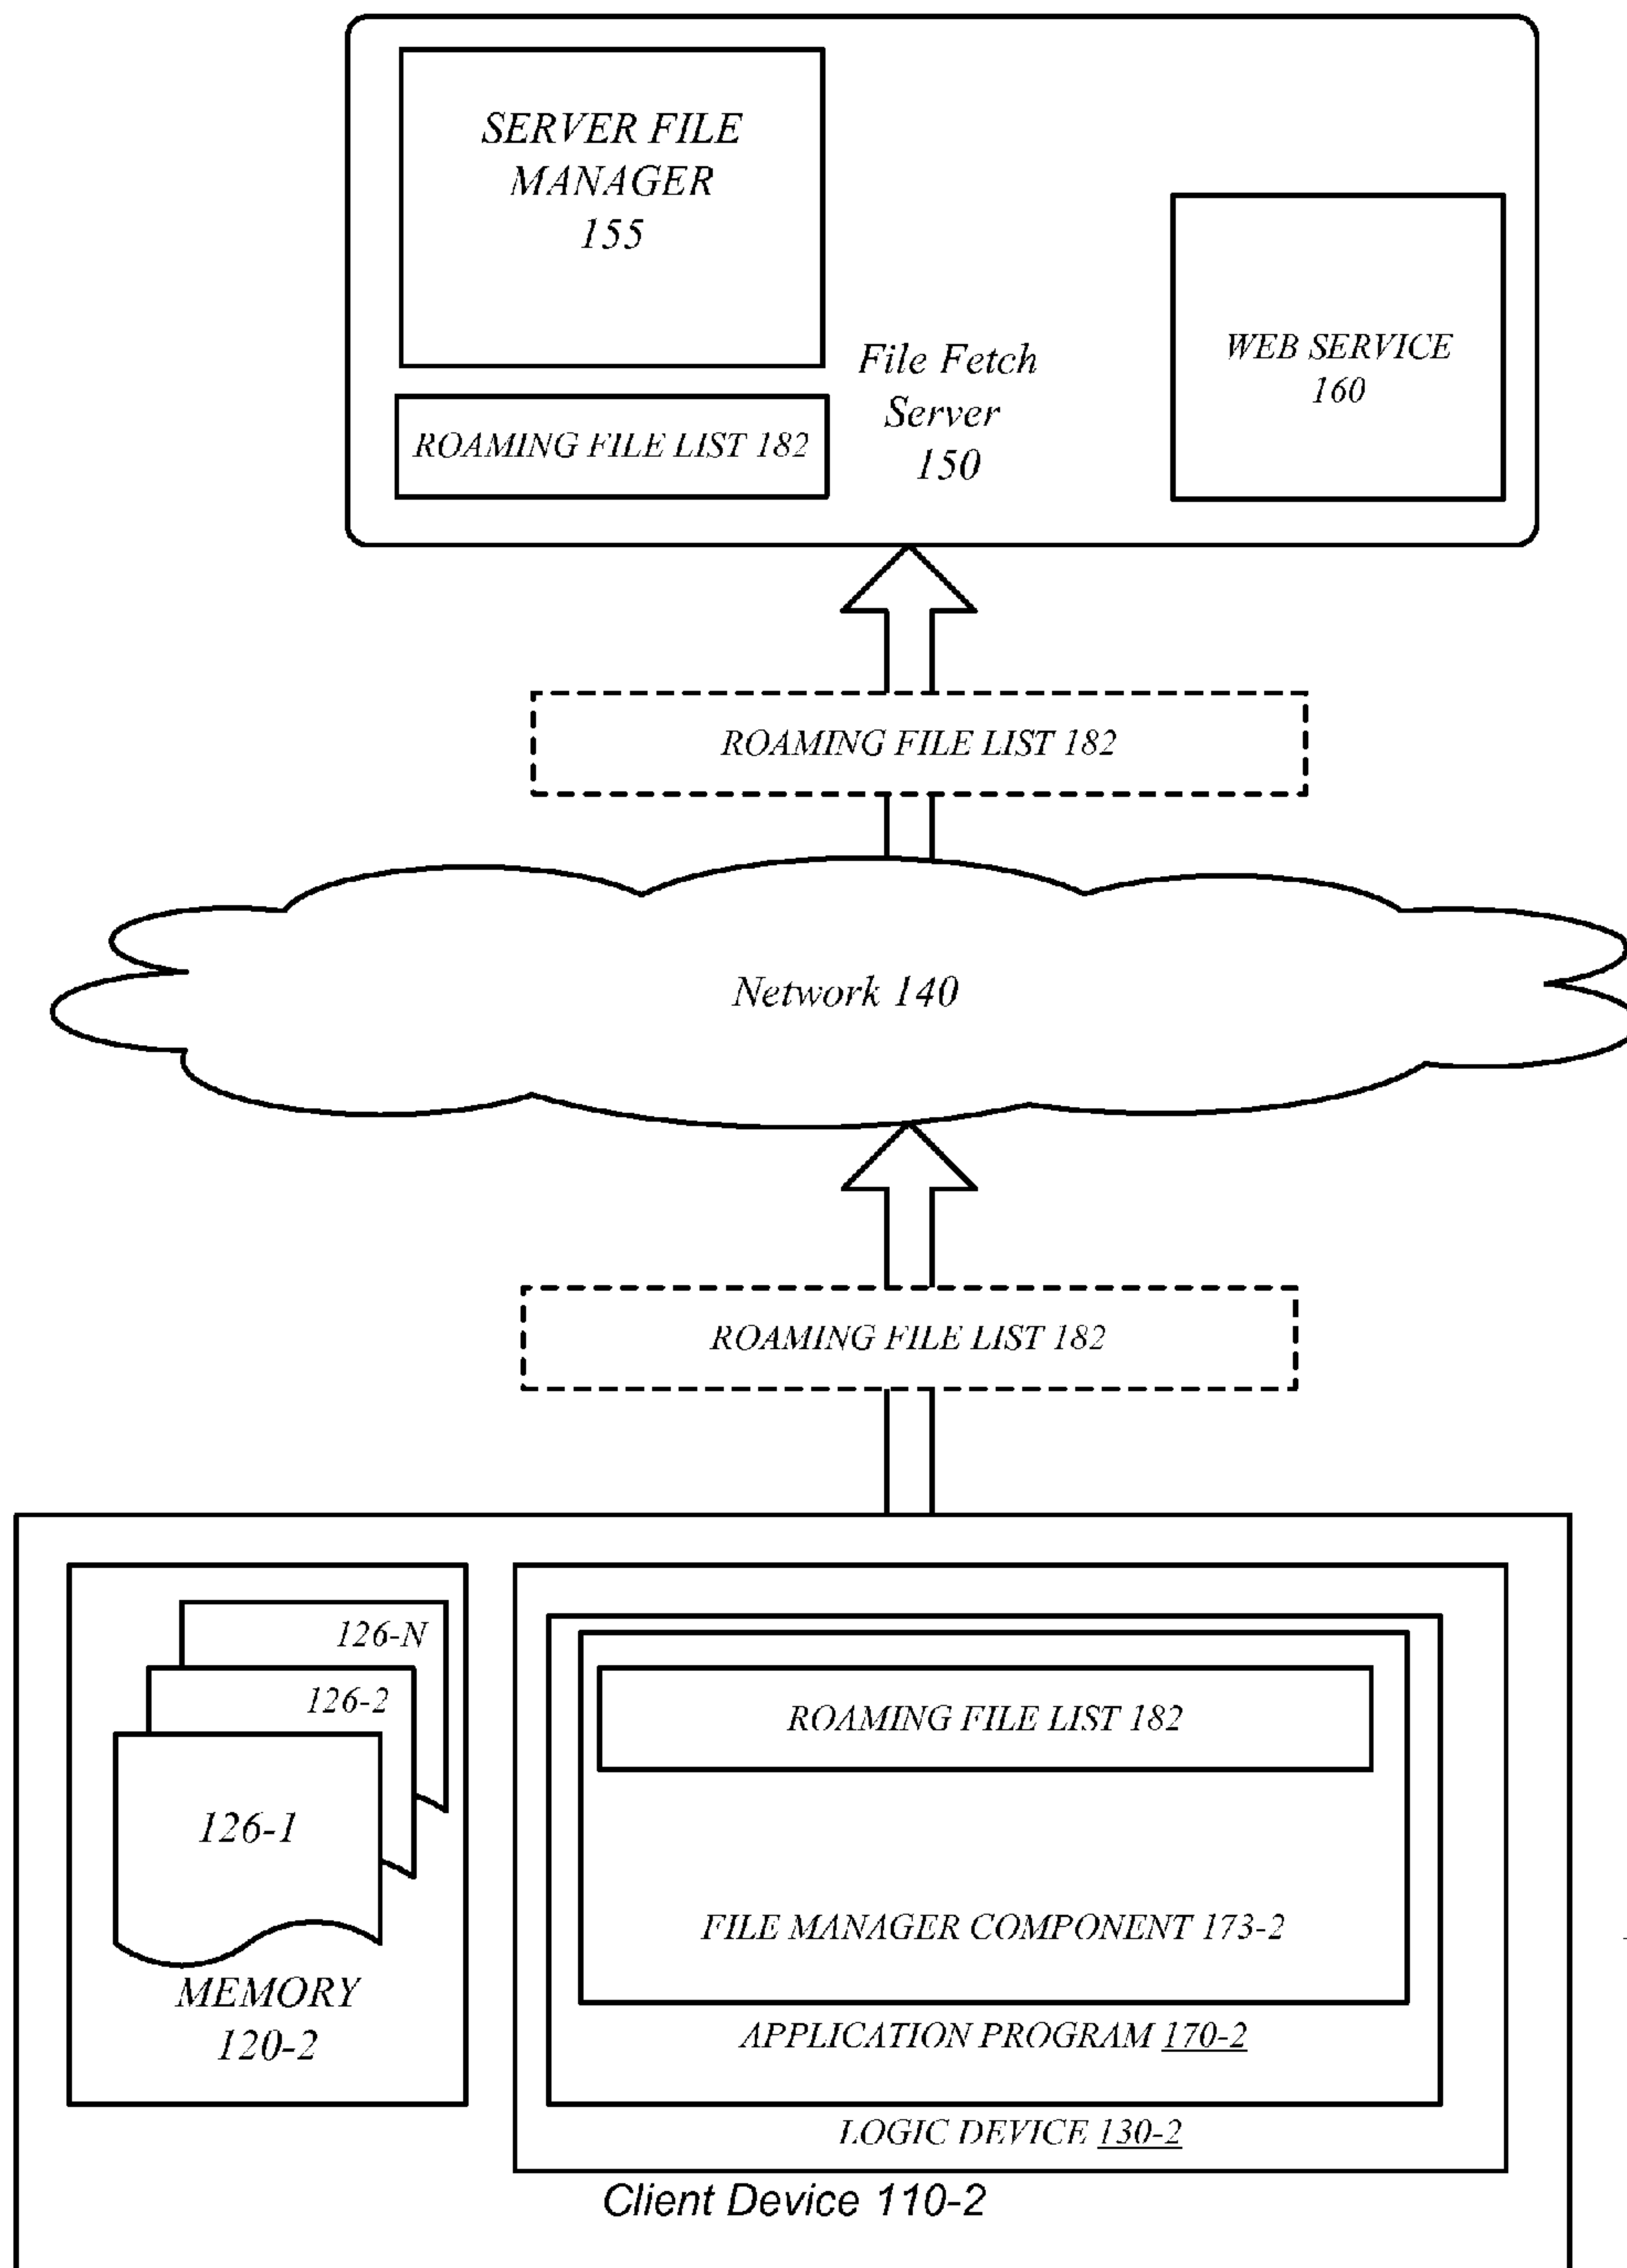 SERVER FILE
MANAGER
155
File Fetch
Server
150
WEB SERVICE
160
ROAMING FILE LIST 182
ROAMING FILE LIST 182
Network 140
ROAMING FILE LIST 182
126-N
126-2
126-1
MEMORY
120-2
ROAMING FILE LIST 182
FILE MANAGER COMPONENT 173-2
APPLICATION PROGRAM 170-2
LOGIC DEVICE 130-2
Client Device 110-2